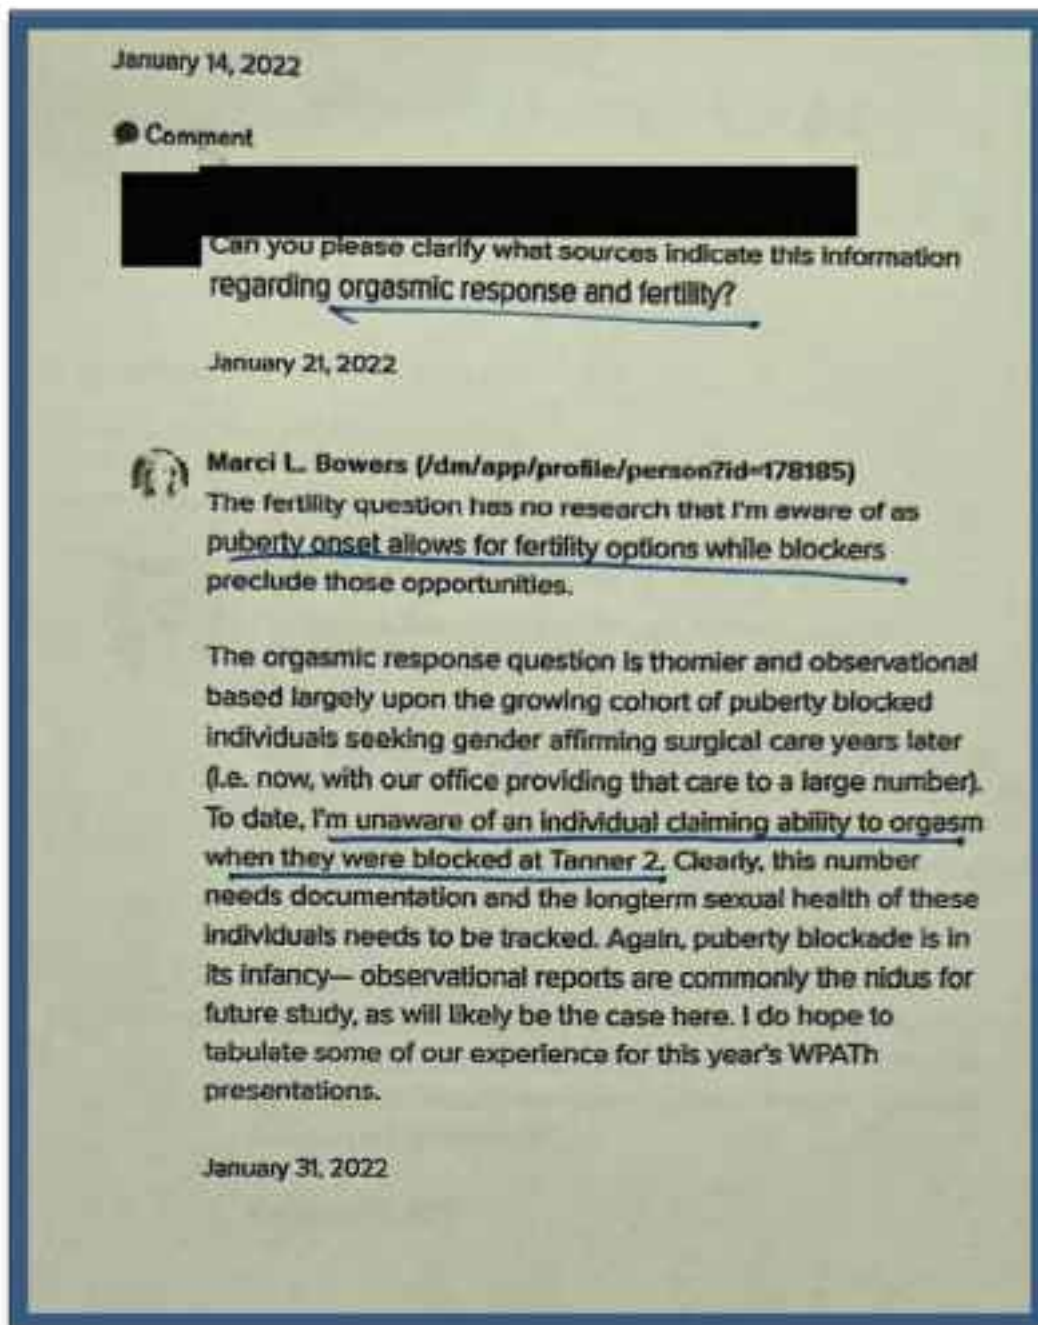 January 14, 2022
Comment
Can you please clarify what sources indicate this information
regarding orgasmic response and fertility?
January 21, 2022
Marci L. Bowers (/dm/app/profile/person?id=178185)
The fertility question has no research that I'm aware of as
puberty onset allows for fertility options while blockers
preclude those opportunities.
The orgasmic response question is thornier and observational
based largely upon the growing cohort of puberty blocked
individuals seeking gender affirming surgical care years later
(i.e. now, with our office providing that care to a large number).
To date, I'm unaware of an individual claiming ability to orgasm
when they were blocked at Tanner 2. Clearly, this number
needs documentation and the longterm sexual health of these
individuals needs to be tracked. Again, puberty blockade is in
its infancy— observational reports are commonly the nidus for
future study, as will likely be the case here. I do hope to
tabulate some of our experience for this year's WPATh
presentations.
January 31, 2022